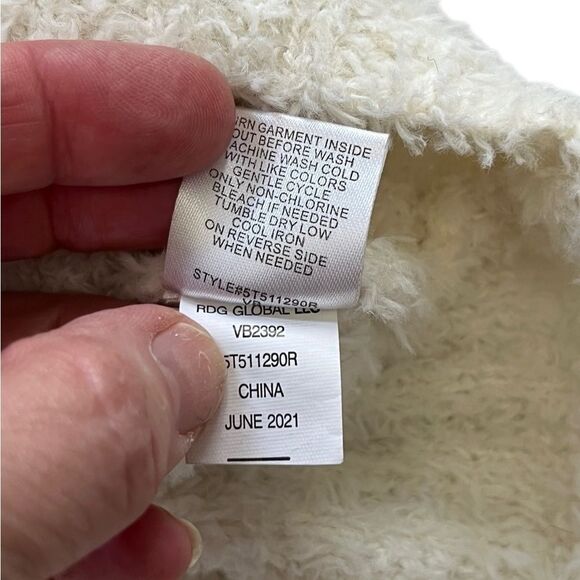 RN GARMENT INSIDE
OUT BEFORE WASH
ACHINE WASH COLD
WITH LIKE COLORS
ON GENTLE CYCLE
ONLY NON-CHLORINE
BLEACH IF NEEDED
TUMBLE DRY LOW
COOL IRON
ON REVERSE SIDE
WHEN NEEDED
STYLE#5T511290R
RDG GLOBAL LLC
VB2392
5T511290R
CHINA
JUNE 2021